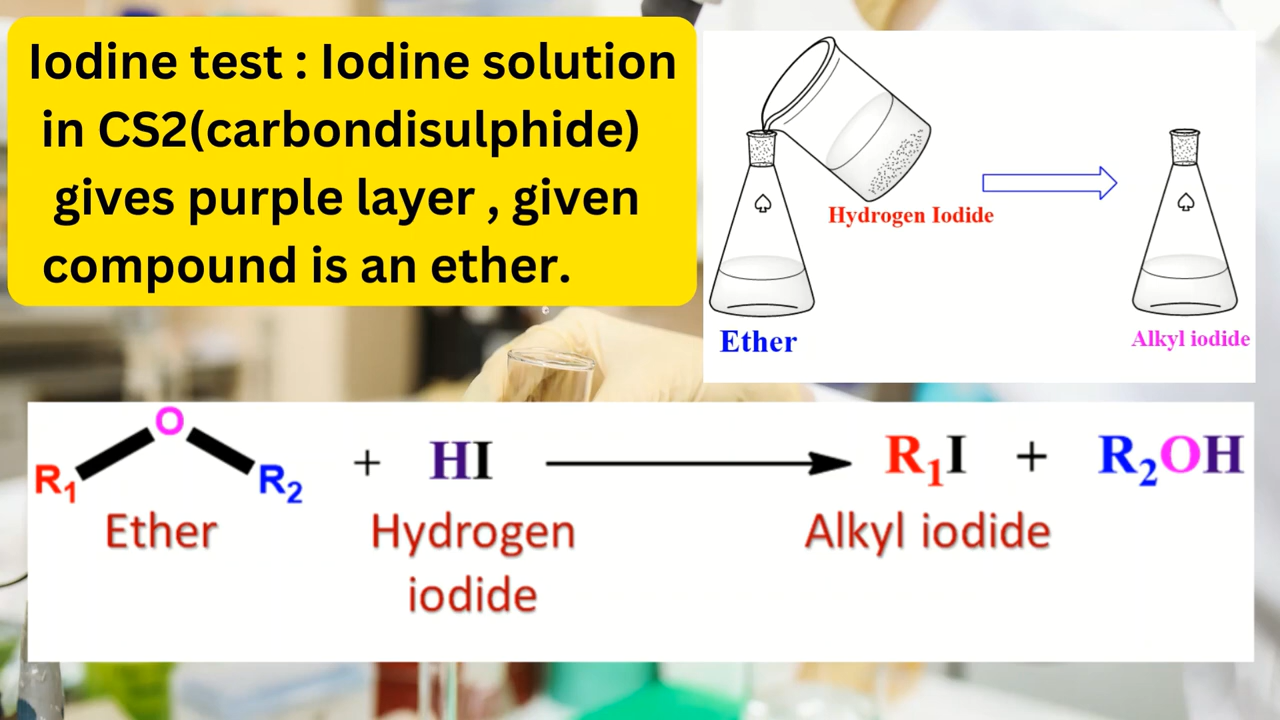 Iodine test : Iodine solution
in CS2(carbondisulphide)
gives purple layer , given
compound is an ether.
Hydrogen Iodide
Ether
Alkyl iodide
O
R₁ R₂ + HI R₁I + R₂OH
Ether Hydrogen Alkyl iodide
iodide